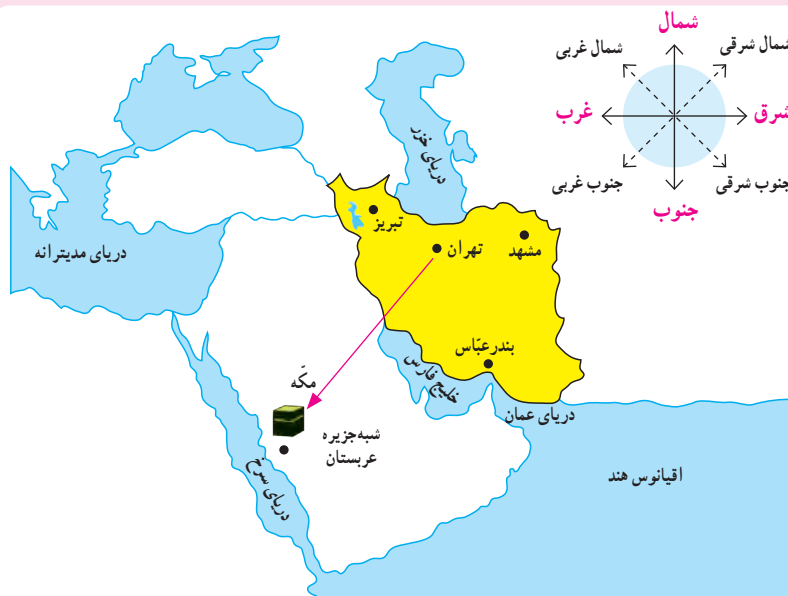 شمال
شمال شرقی
شمال غربی
شرق
غرب
جنوب شرقی
جنوب غربی
جنوب
دریای خزر
تبریز
تهران
مشهد
دریای مدیترانه
بندرعبّاس
خلیج فارس
مکّه
دریای عمان
شبه‌جزیره
عربستان
دریای سرخ
اقیانوس هند